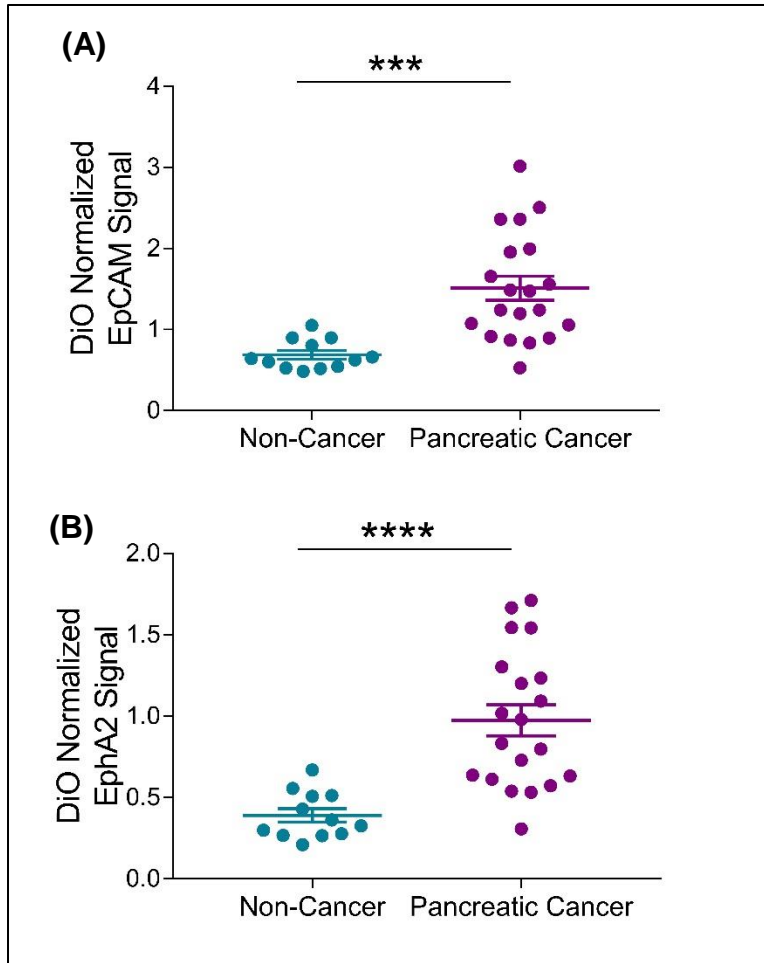 (A)
***
DiO Normalized
EpCAM Signal
4
3
2
1
0
Non-Cancer Pancreatic Cancer
(B)
****
DiO Normalized
EphA2 Signal
2.0
1.5
1.0
0.5
0.0
Non-Cancer Pancreatic Cancer